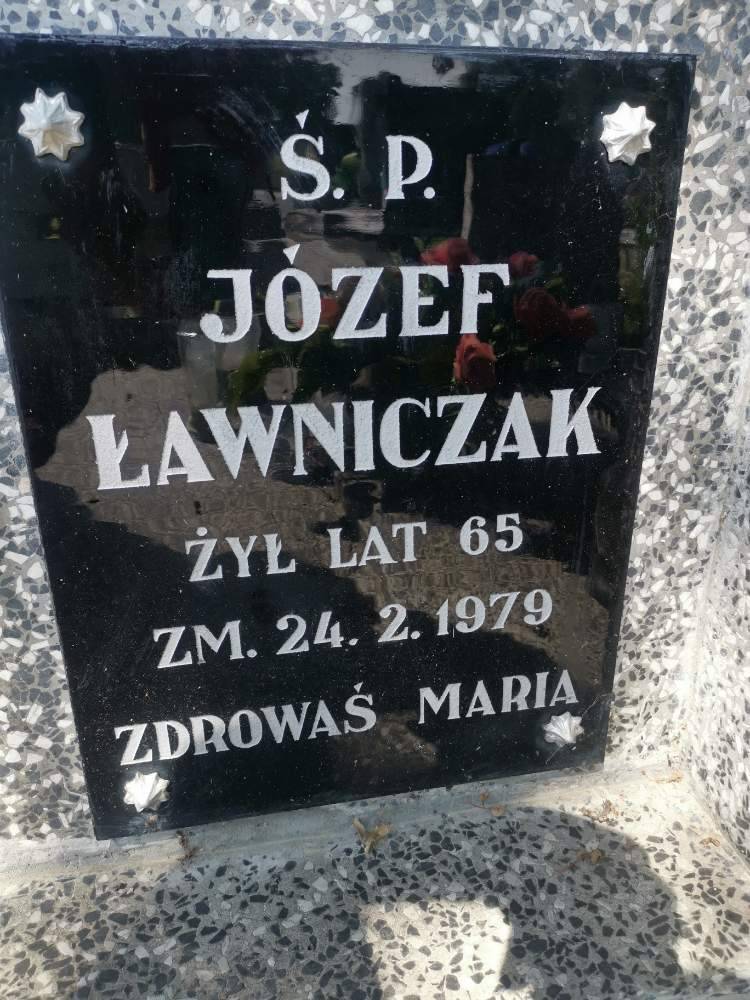 Ś. P.
JÓZEF
ŁAWNICZAK
ŻYŁ LAT 65
ZM. 24. 2. 1979
ZDROWAŚ MARIA